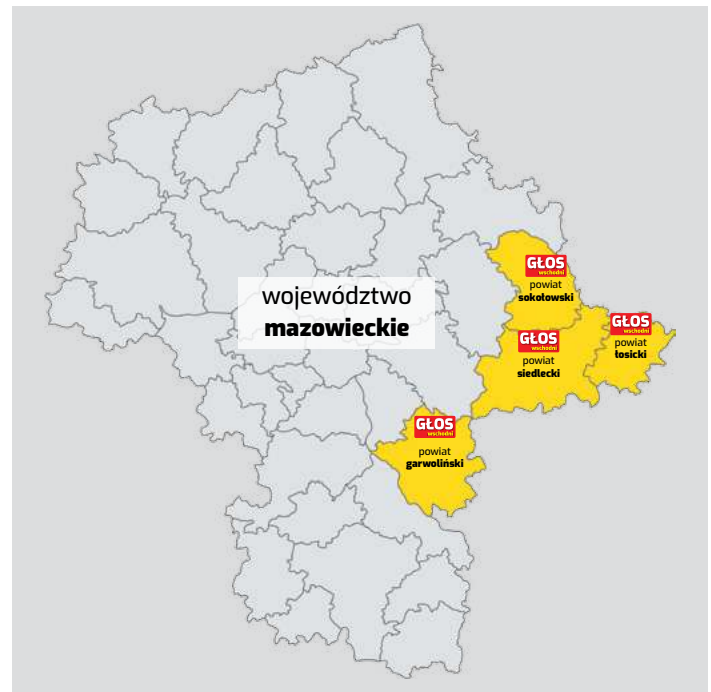 GŁOS
wschodni
powiat
sokołowski
województwo
mazowieckie
GŁOS
wschodni
powiat
siedlecki
GŁOS
wschodni
powiat
łosicki
GŁOS
wschodni
powiat
garwoliński